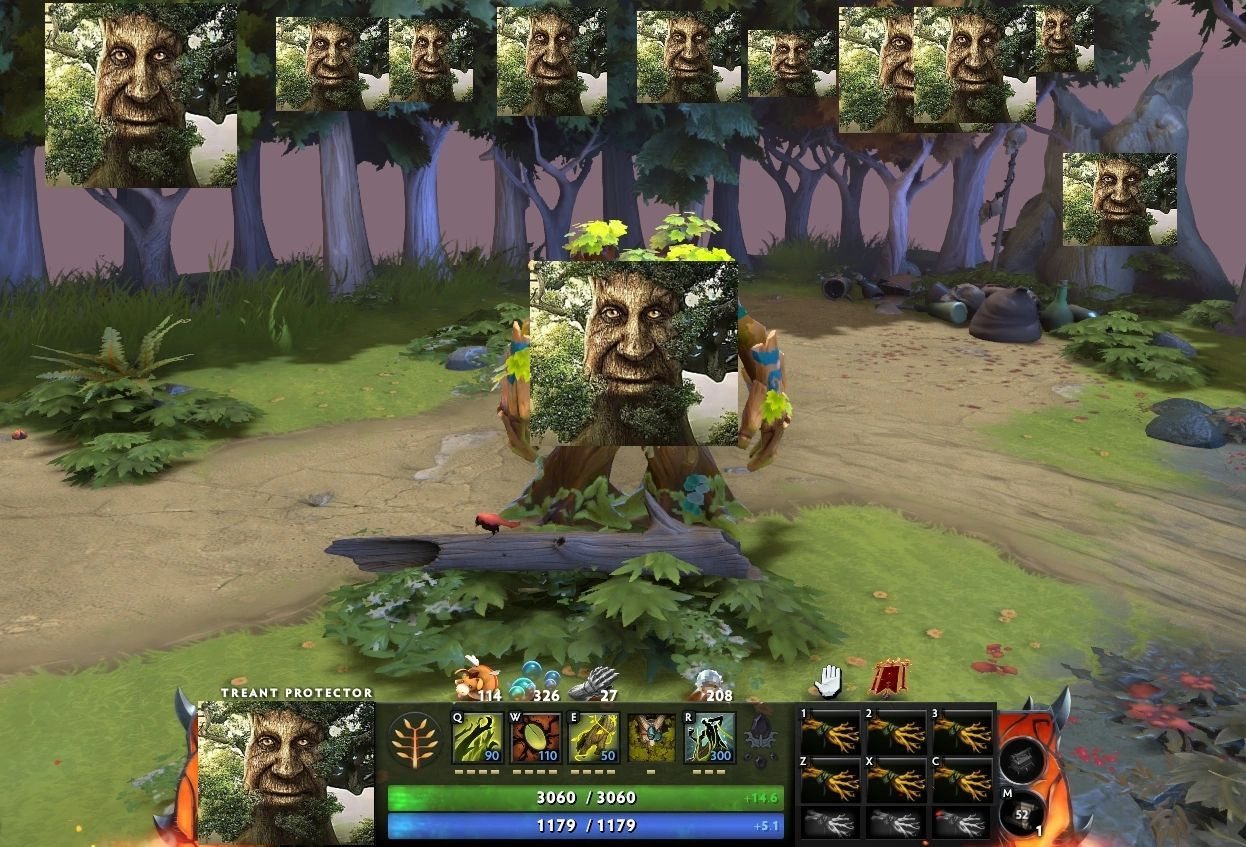 114 326 27 208
TREANT PROTECTOR
Q W E R
90 110 50 300
1 2 3
Z X C
3060 / 3060 +14.6
1179 / 1179 +5.1
M
52
1